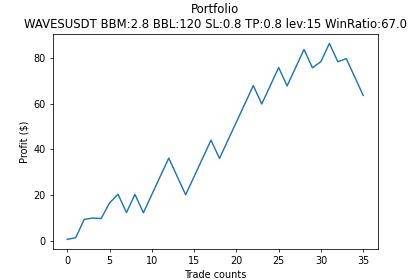 Portfolio
WAVESUSDT BBM:2.8 BBL:120 SL:0.8 TP:0.8 lev:15 WinRatio:67.0
80
60
40
20
0
Profit ($)
0 5 10 15 20 25 30 35
Trade counts